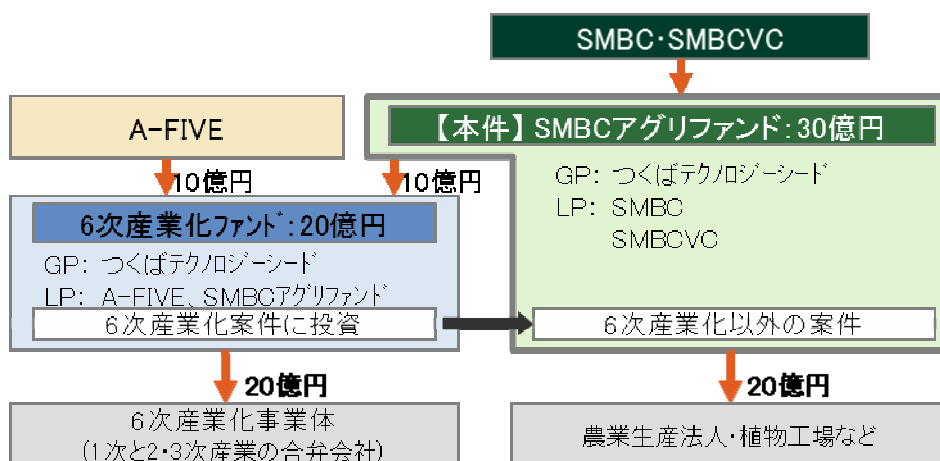 SMBC・SMBCVC
A-FIVE
【本件】SMBCアグリファンド：30億円
10億円
10億円
GP： つくばテクノロジーシード
LP： SMBC
SMBCVC
6次産業化ファンド：20億円
GP： つくばテクノロジーシード
LP： A-FIVE、SMBCアグリファンド
6次産業化案件に投資
6次産業化以外の案件
20億円
20億円
6次産業化事業体
(1次と2・3次産業の合弁会社)
農業生産法人・植物工場など